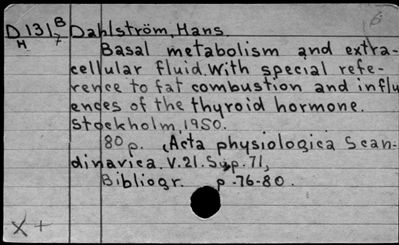 6
D 131 B Dahlström, Hans.
H 7
Basal metabolism and extra-
cellular fluid. With special refe-
rence to fat combustion and influ
ences of the thyroid hormone.
Stockholm, 1950.
80 p. (Acta physiologica Scan-
dinavica. V. 21. Sup. 71,
Bibliogr. p. 76-80.
X +